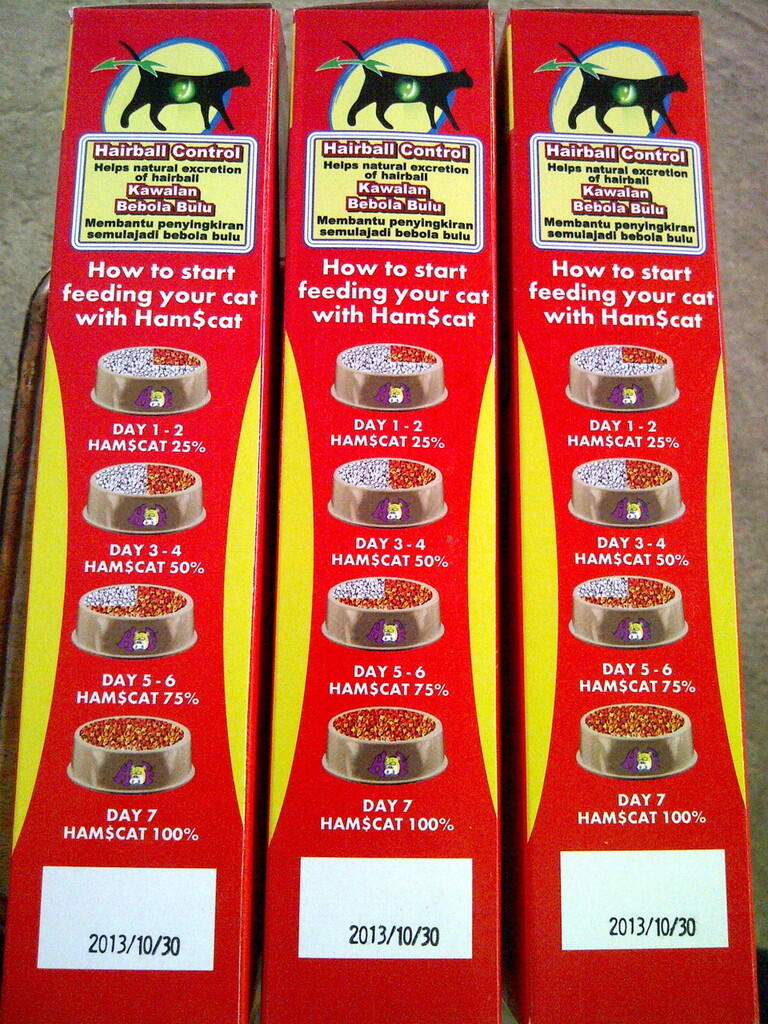 Hairball Control
Helps natural excretion
of hairball
Kawalan
Bebola Bulu
Membantu penyingkiran
semulajadi bebola bulu
How to start
feeding your cat
with Ham$cat
DAY 1 - 2
HAM$CAT 25%
DAY 3 - 4
HAM$CAT 50%
DAY 5 - 6
HAM$CAT 75%
DAY 7
HAM$CAT 100%
2013/10/30
Hairball Control
Helps natural excretion
of hairball
Kawalan
Bebola Bulu
Membantu penyingkiran
semulajadi bebola bulu
How to start
feeding your cat
with Ham$cat
DAY 1 - 2
HAM$CAT 25%
DAY 3 - 4
HAM$CAT 50%
DAY 5 - 6
HAM$CAT 75%
DAY 7
HAM$CAT 100%
2013/10/30
Hairball Control
Helps natural excretion
of hairball
Kawalan
Bebola Bulu
Membantu penyingkiran
semulajadi bebola bulu
How to start
feeding your cat
with Ham$cat
DAY 1 - 2
HAM$CAT 25%
DAY 3 - 4
HAM$CAT 50%
DAY 5 - 6
HAM$CAT 75%
DAY 7
HAM$CAT 100%
2013/10/30